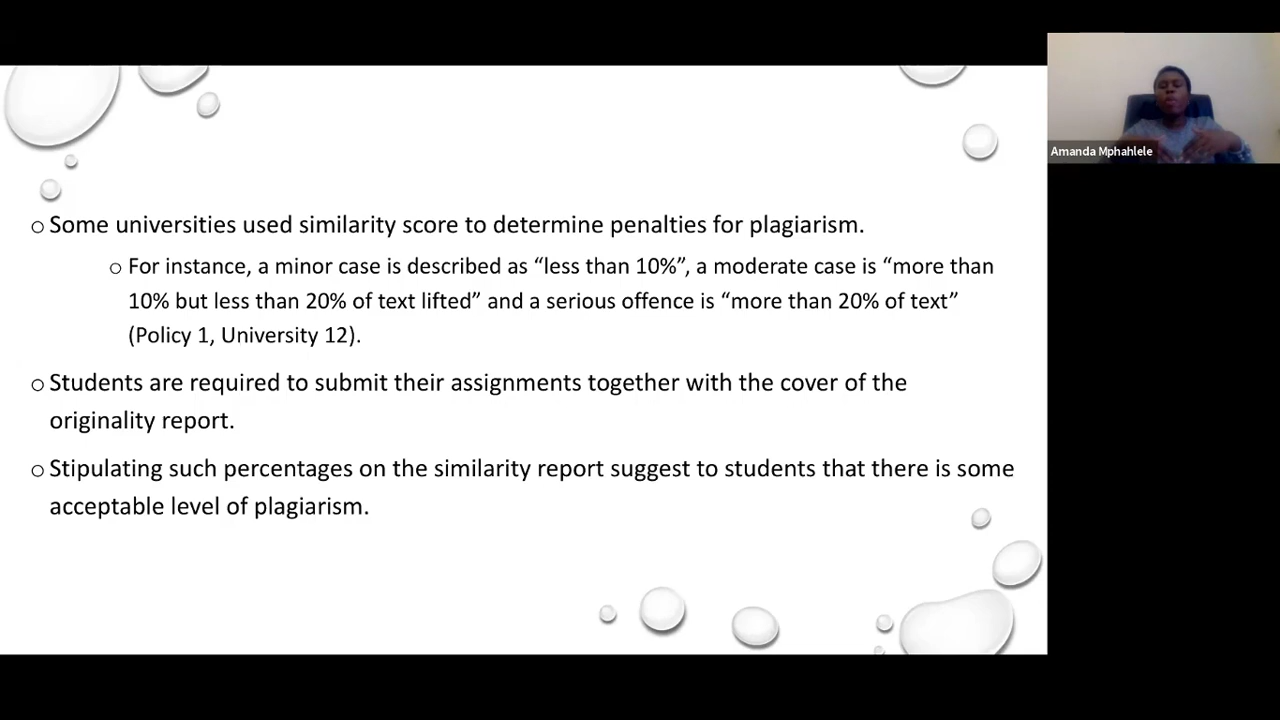 Amanda Mphahlele
o Some universities used similarity score to determine penalties for plagiarism.
o For instance, a minor case is described as “less than 10%”, a moderate case is “more than
10% but less than 20% of text lifted” and a serious offence is “more than 20% of text”
(Policy 1, University 12).
o Students are required to submit their assignments together with the cover of the
originality report.
o Stipulating such percentages on the similarity report suggest to students that there is some
acceptable level of plagiarism.